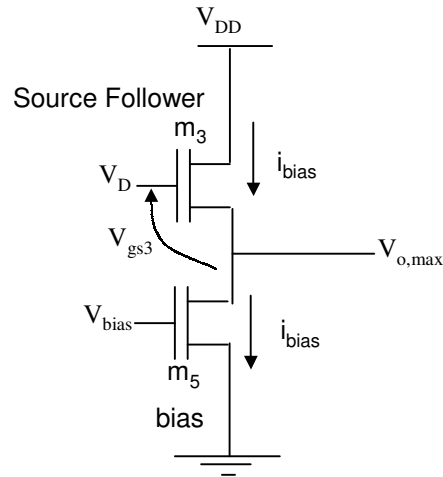 V_DD
Source Follower
m_3
i_bias
V_D
V_gs3
V_o,max
V_bias
i_bias
m_5
bias